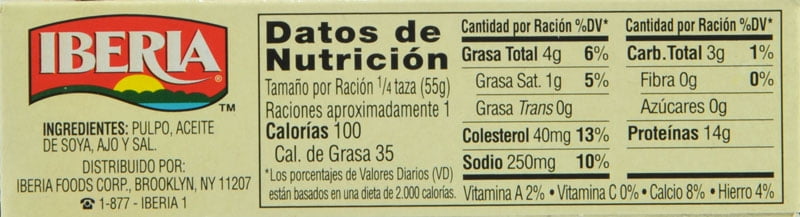 IBERIA®
™
INGREDIENTES: PULPO, ACEITE
DE SOYA, AJO Y SAL.
DISTRIBUIDO POR:
IBERIA FOODS CORP., BROOKLYN, NY 11207
☎ 1-877 - IBERIA 1
Datos de
Nutrición
Tamaño por Ración 1/4 taza (55g)
Raciones aproximadamente 1
Calorías 100
Cal. de Grasa 35
*Los porcentajes de Valores Diarios (VD)
están basados en una dieta de 2.000 calorías.
Cantidad por Ración %DV*
Grasa Total 4g 6%
Grasa Sat. 1g 5%
Grasa Trans 0g
Colesterol 40mg 13%
Sodio 250mg 10%
Cantidad por Ración %DV*
Carb.Total 3g 1%
Fibra 0g 0%
Azúcares 0g
Proteínas 14g
Vitamina A 2% • Vitamina C 0% • Calcio 8% • Hierro 4%